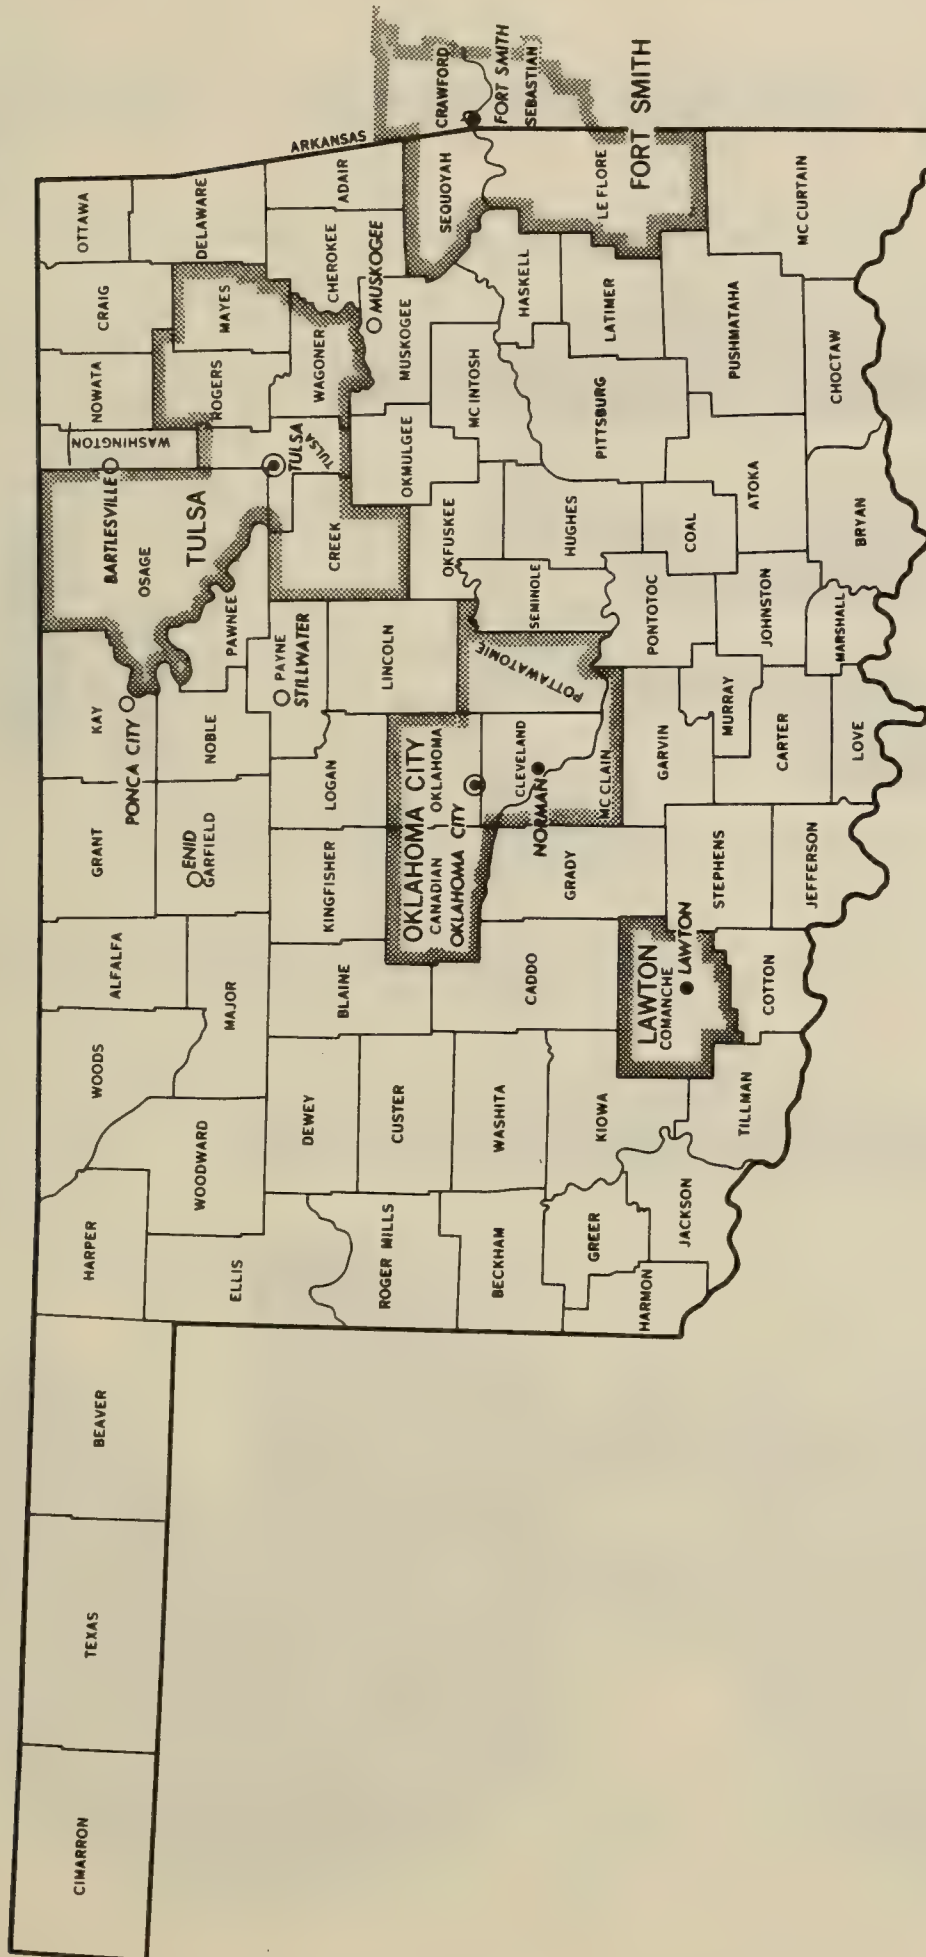 CIMARRON
TEXAS
BEAVER
HARPER
WOODS
ALFALFA
GRANT
KAY
PONCA CITY
OSAGE
BARTLESVILLE
WASHINGTON
NOWATA
CRAIG
OTTAWA
DELAWARE
MAYES
ROGERS
TULSA
TULSA
TULSA
PAWNEE
NOBLE
ENID
GARFIELD
MAJOR
WOODWARD
ELLIS
DEWEY
BLAINE
KINGFISHER
LOGAN
PAYNE
STILLWATER
LINCOLN
CREEK
WAGONER
CHEROKEE
ADAIR
ARKANSAS
MUSKOGEE
MUSKOGEE
OKMULGEE
OKFUSKEE
MC INTOSH
SEQUOYAH
CRAWFORD
FORT SMITH
SEBASTIAN
LE FLORE
FORT SMITH
HASKELL
LATIMER
PITTSBURG
HUGHES
SEMINOLE
POTTAWATOMIE
OKLAHOMA CITY
CANADIAN
OKLAHOMA
OKLAHOMA CITY
CLEVELAND
NORMAN
MC CLAIN
ROGER MILLS
CUSTER
WASHITA
BECKHAM
CADDO
GRADY
KIOWA
GREER
HARMON
JACKSON
TILLMAN
LAWTON
COMANCHE
LAWTON
COTTON
STEPHENS
JEFFERSON
GARVIN
MURRAY
CARTER
LOVE
PONTOTOC
JOHNSTON
MARSHALL
COAL
ATOKA
BRYAN
PUSHMATAHA
CHOCTAW
MC CURTAIN